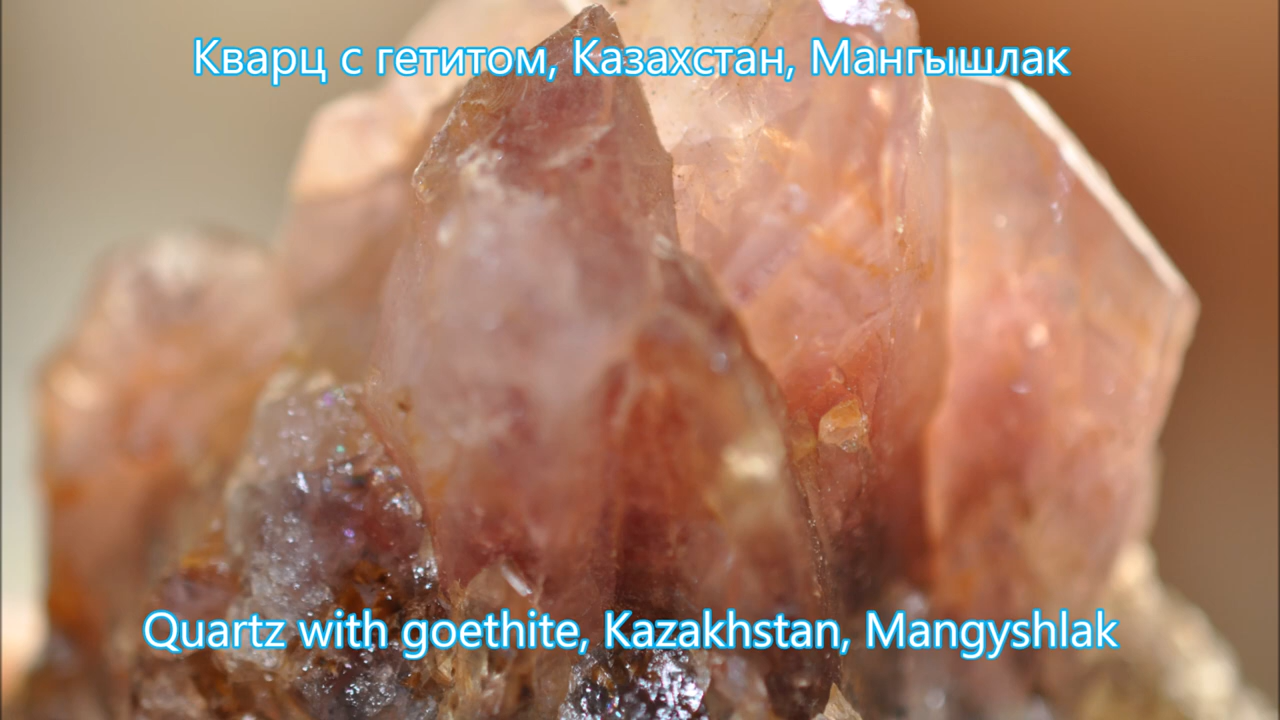 Кварц с гетитом, Казахстан, Мангышлак
Quartz with goethite, Kazakhstan, Mangyshlak